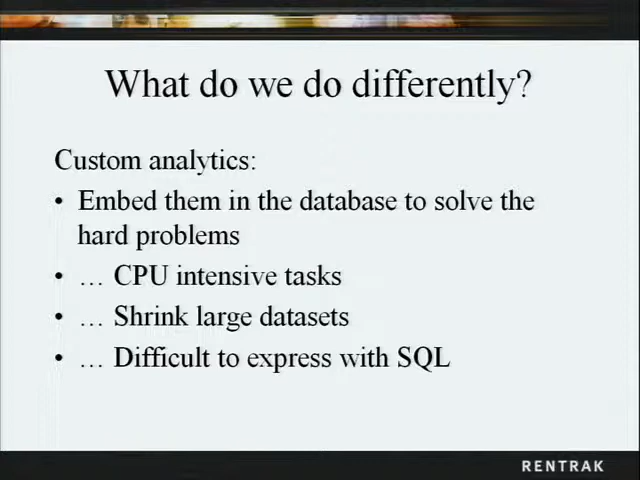 What do we do differently?
Custom analytics:
• Embed them in the database to solve the
hard problems
• … CPU intensive tasks
• … Shrink large datasets
• … Difficult to express with SQL
RENTRAK